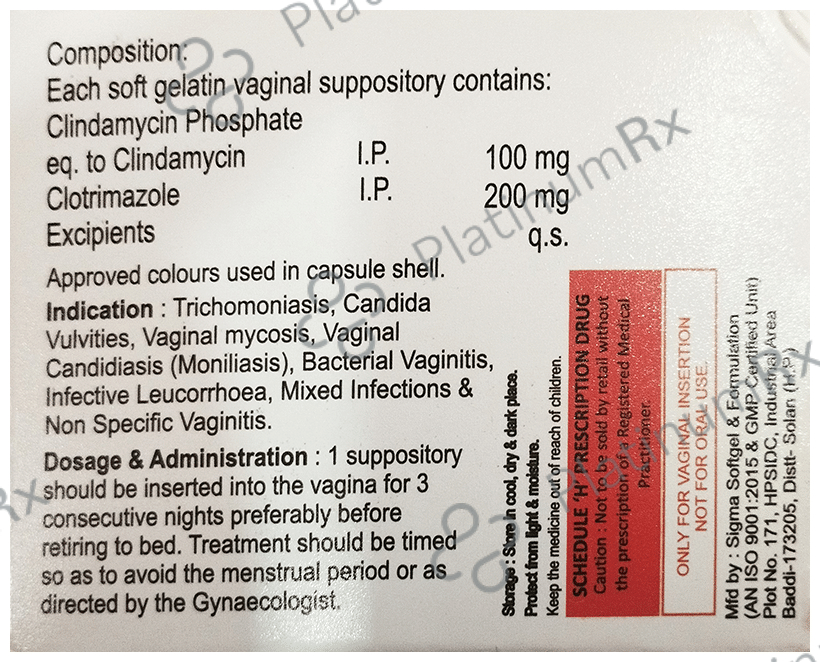 Composition:
Each soft gelatin vaginal suppository contains:
Clindamycin Phosphate
eq. to Clindamycin I.P. 100 mg
Clotrimazole I.P. 200 mg
Excipients q.s.
Approved colours used in capsule shell.
Indication : Trichomoniasis, Candida
Vulvities, Vaginal mycosis, Vaginal
Candidiasis (Moniliasis), Bacterial Vaginitis,
Infective Leucorrhoea, Mixed Infections &
Non Specific Vaginitis.
Dosage & Administration : 1 suppository
should be inserted into the vagina for 3
consecutive nights preferably before
retiring to bed. Treatment should be timed
so as to avoid the menstrual period or as
directed by the Gynaecologist.
Storage : Store in cool, dry & dark place.
Protect from light & moisture.
Keep the medicine out of reach of children.
SCHEDULE 'H' PRESCRIPTION DRUG
Caution : Not to be sold by retail without
the prescription of a Registered Medical
Practitioner.
ONLY FOR VAGINAL INSERTION
NOT FOR ORAL USE.
Mfd by : Sigma Softgel & Formulation
(AN ISO 9001:2015 & GMP Certified Unit)
Plot No. 171, HPSIDC, Industrial Area
Baddi-173205, Distt- Solan (H.P.)
PlatinumRx